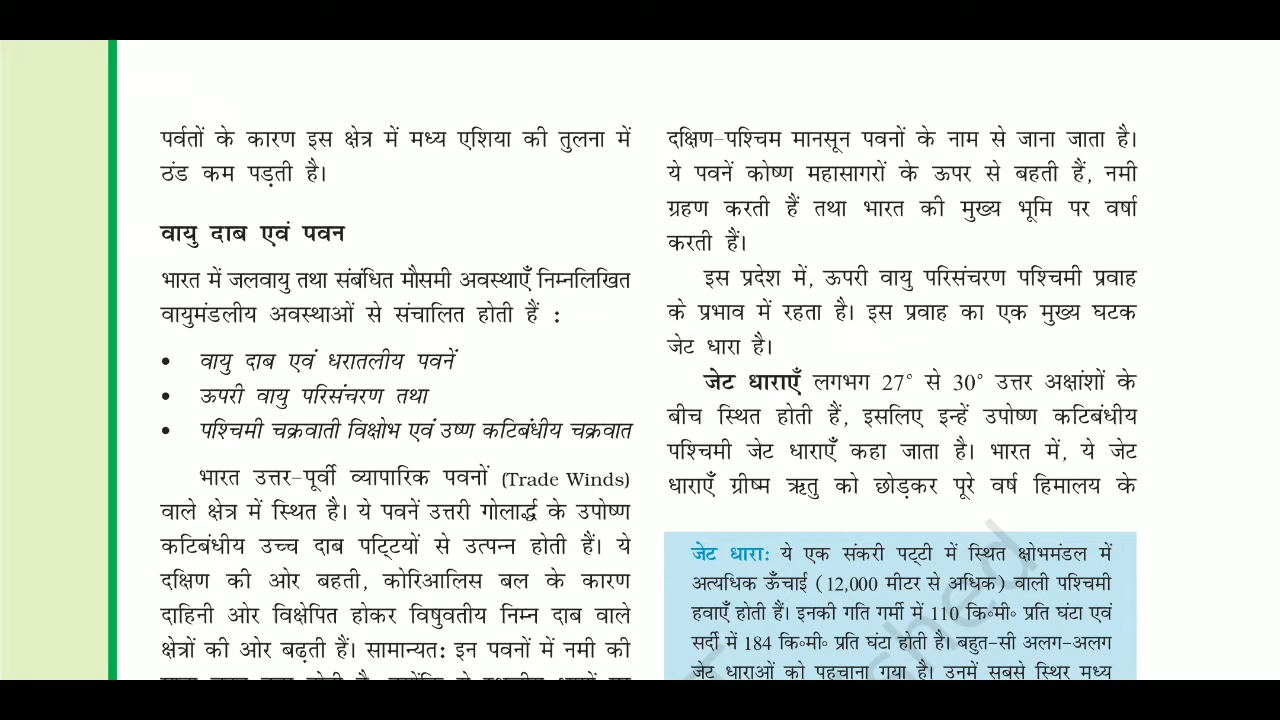 पर्वतों के कारण इस क्षेत्र में मध्य एशिया की तुलना में
ठंड कम पड़ती है।
वायु दाब एवं पवन
भारत में जलवायु तथा संबंधित मौसमी अवस्थाएँ निम्नलिखित
वायुमंडलीय अवस्थाओं से संचालित होती हैं :
• वायु दाब एवं धरातलीय पवनें
• ऊपरी वायु परिसंचरण तथा
• पश्चिमी चक्रवाती विक्षोभ एवं उष्ण कटिबंधीय चक्रवात
भारत उत्तर-पूर्वी व्यापारिक पवनों (Trade Winds)
वाले क्षेत्र में स्थित है। ये पवनें उत्तरी गोलार्द्ध के उपोष्ण
कटिबंधीय उच्च दाब पट्टियों से उत्पन्न होती हैं। ये
दक्षिण की ओर बहती, कोरिआलिस बल के कारण
दाहिनी ओर विक्षेपित होकर विषुवतीय निम्न दाब वाले
क्षेत्रों की ओर बढ़ती हैं। सामान्यत: इन पवनों में नमी की
दक्षिण-पश्चिम मानसून पवनों के नाम से जाना जाता है।
ये पवनें कोष्ण महासागरों के ऊपर से बहती हैं, नमी
ग्रहण करती हैं तथा भारत की मुख्य भूमि पर वर्षा
करती हैं।
इस प्रदेश में, ऊपरी वायु परिसंचरण पश्चिमी प्रवाह
के प्रभाव में रहता है। इस प्रवाह का एक मुख्य घटक
जेट धारा है।
जेट धाराएँ लगभग 27° से 30° उत्तर अक्षांशों के
बीच स्थित होती हैं, इसलिए इन्हें उपोष्ण कटिबंधीय
पश्चिमी जेट धाराएँ कहा जाता है। भारत में, ये जेट
धाराएँ ग्रीष्म ऋतु को छोड़कर पूरे वर्ष हिमालय के
जेट धारा: ये एक संकरी पट्टी में स्थित क्षोभमंडल में
अत्यधिक ऊँचाई (12,000 मीटर से अधिक) वाली पश्चिमी
हवाएँ होती हैं। इनकी गति गर्मी में 110 कि॰मी॰ प्रति घंटा एवं
सर्दी में 184 कि॰मी॰ प्रति घंटा होती है। बहुत-सी अलग-अलग
जेट धाराओं को पहचाना गया है। उनमें सबसे स्थिर मध्य